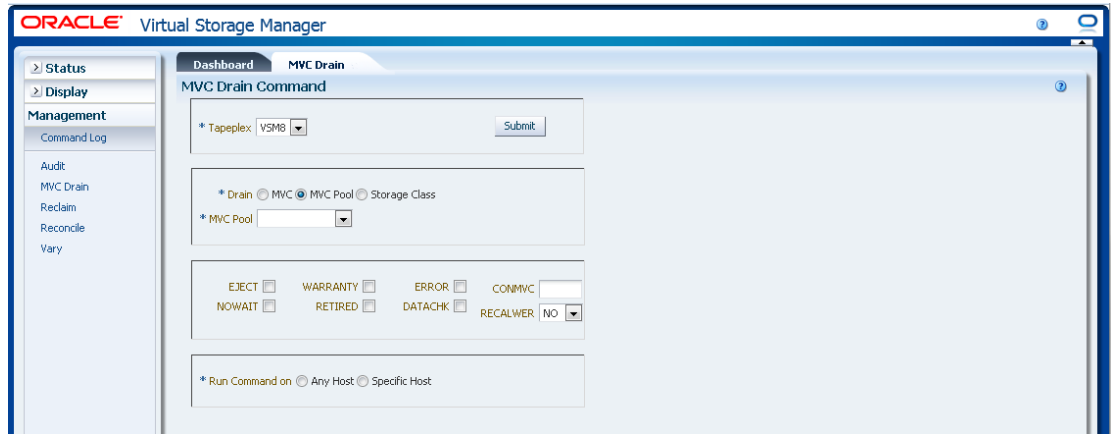 ORACLE® Virtual Storage Manager
Dashboard MVC Drain
Status
Display
Management
Command Log
Audit
MVC Drain
Reclaim
Reconcile
Vary
MVC Drain Command
* Tapeplex VSM8 Submit
* Drain MVC MVC Pool Storage Class
* MVC Pool
EJECT WARRANTY ERROR CONMVC
NOWAIT RETIRED DATACHK RECALWER NO
* Run Command on Any Host Specific Host